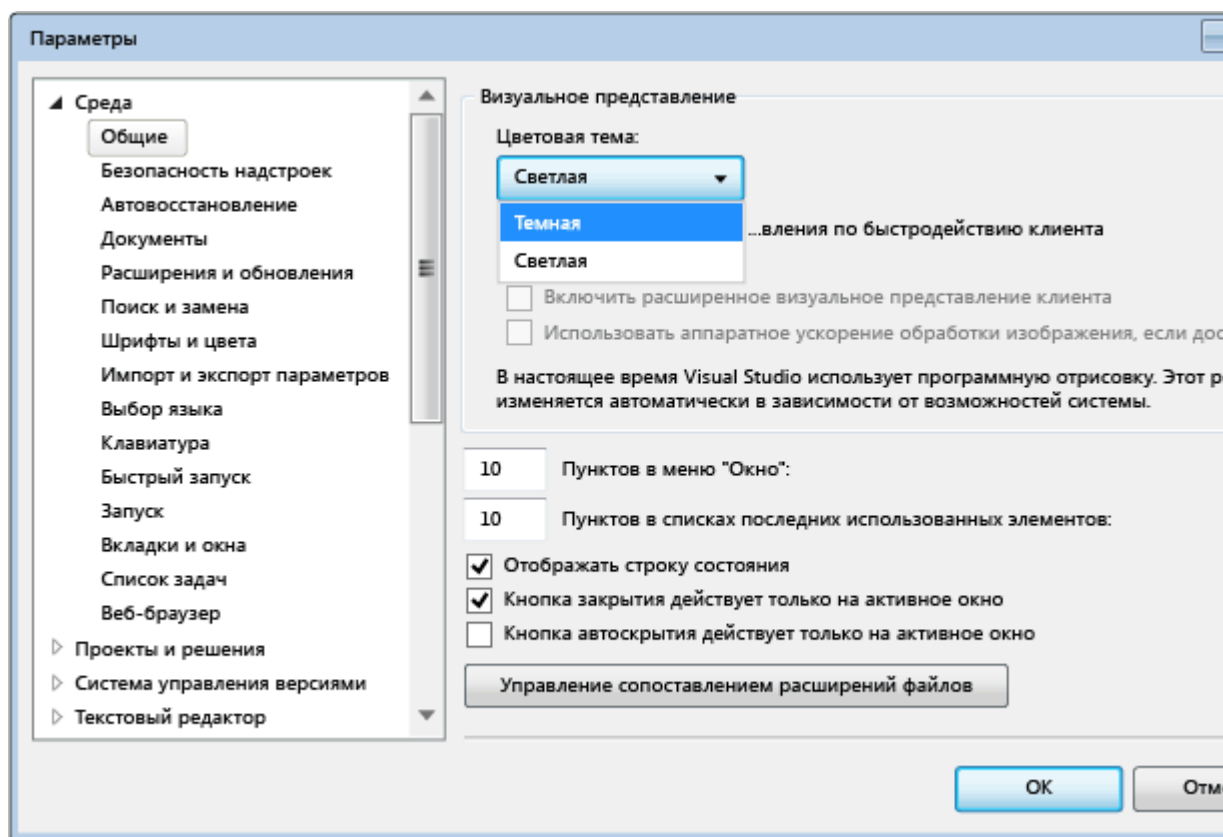 Параметры
Среда
Общие
Безопасность надстроек
Автовосстановление
Документы
Расширения и обновления
Поиск и замена
Шрифты и цвета
Импорт и экспорт параметров
Выбор языка
Клавиатура
Быстрый запуск
Запуск
Вкладки и окна
Список задач
Веб-браузер
Проекты и решения
Система управления версиями
Текстовый редактор
Визуальное представление
Цветовая тема:
Светлая
Темная
Светлая
...вления по быстродействию клиента
Включить расширенное визуальное представление клиента
Использовать аппаратное ускорение обработки изображения, если дос
В настоящее время Visual Studio использует программную отрисовку. Этот р
изменяется автоматически в зависимости от возможностей системы.
10 Пунктов в меню "Окно":
10 Пунктов в списках последних использованных элементов:
Отображать строку состояния
Кнопка закрытия действует только на активное окно
Кнопка автоскрытия действует только на активное окно
Управление сопоставлением расширений файлов
OK
Отм